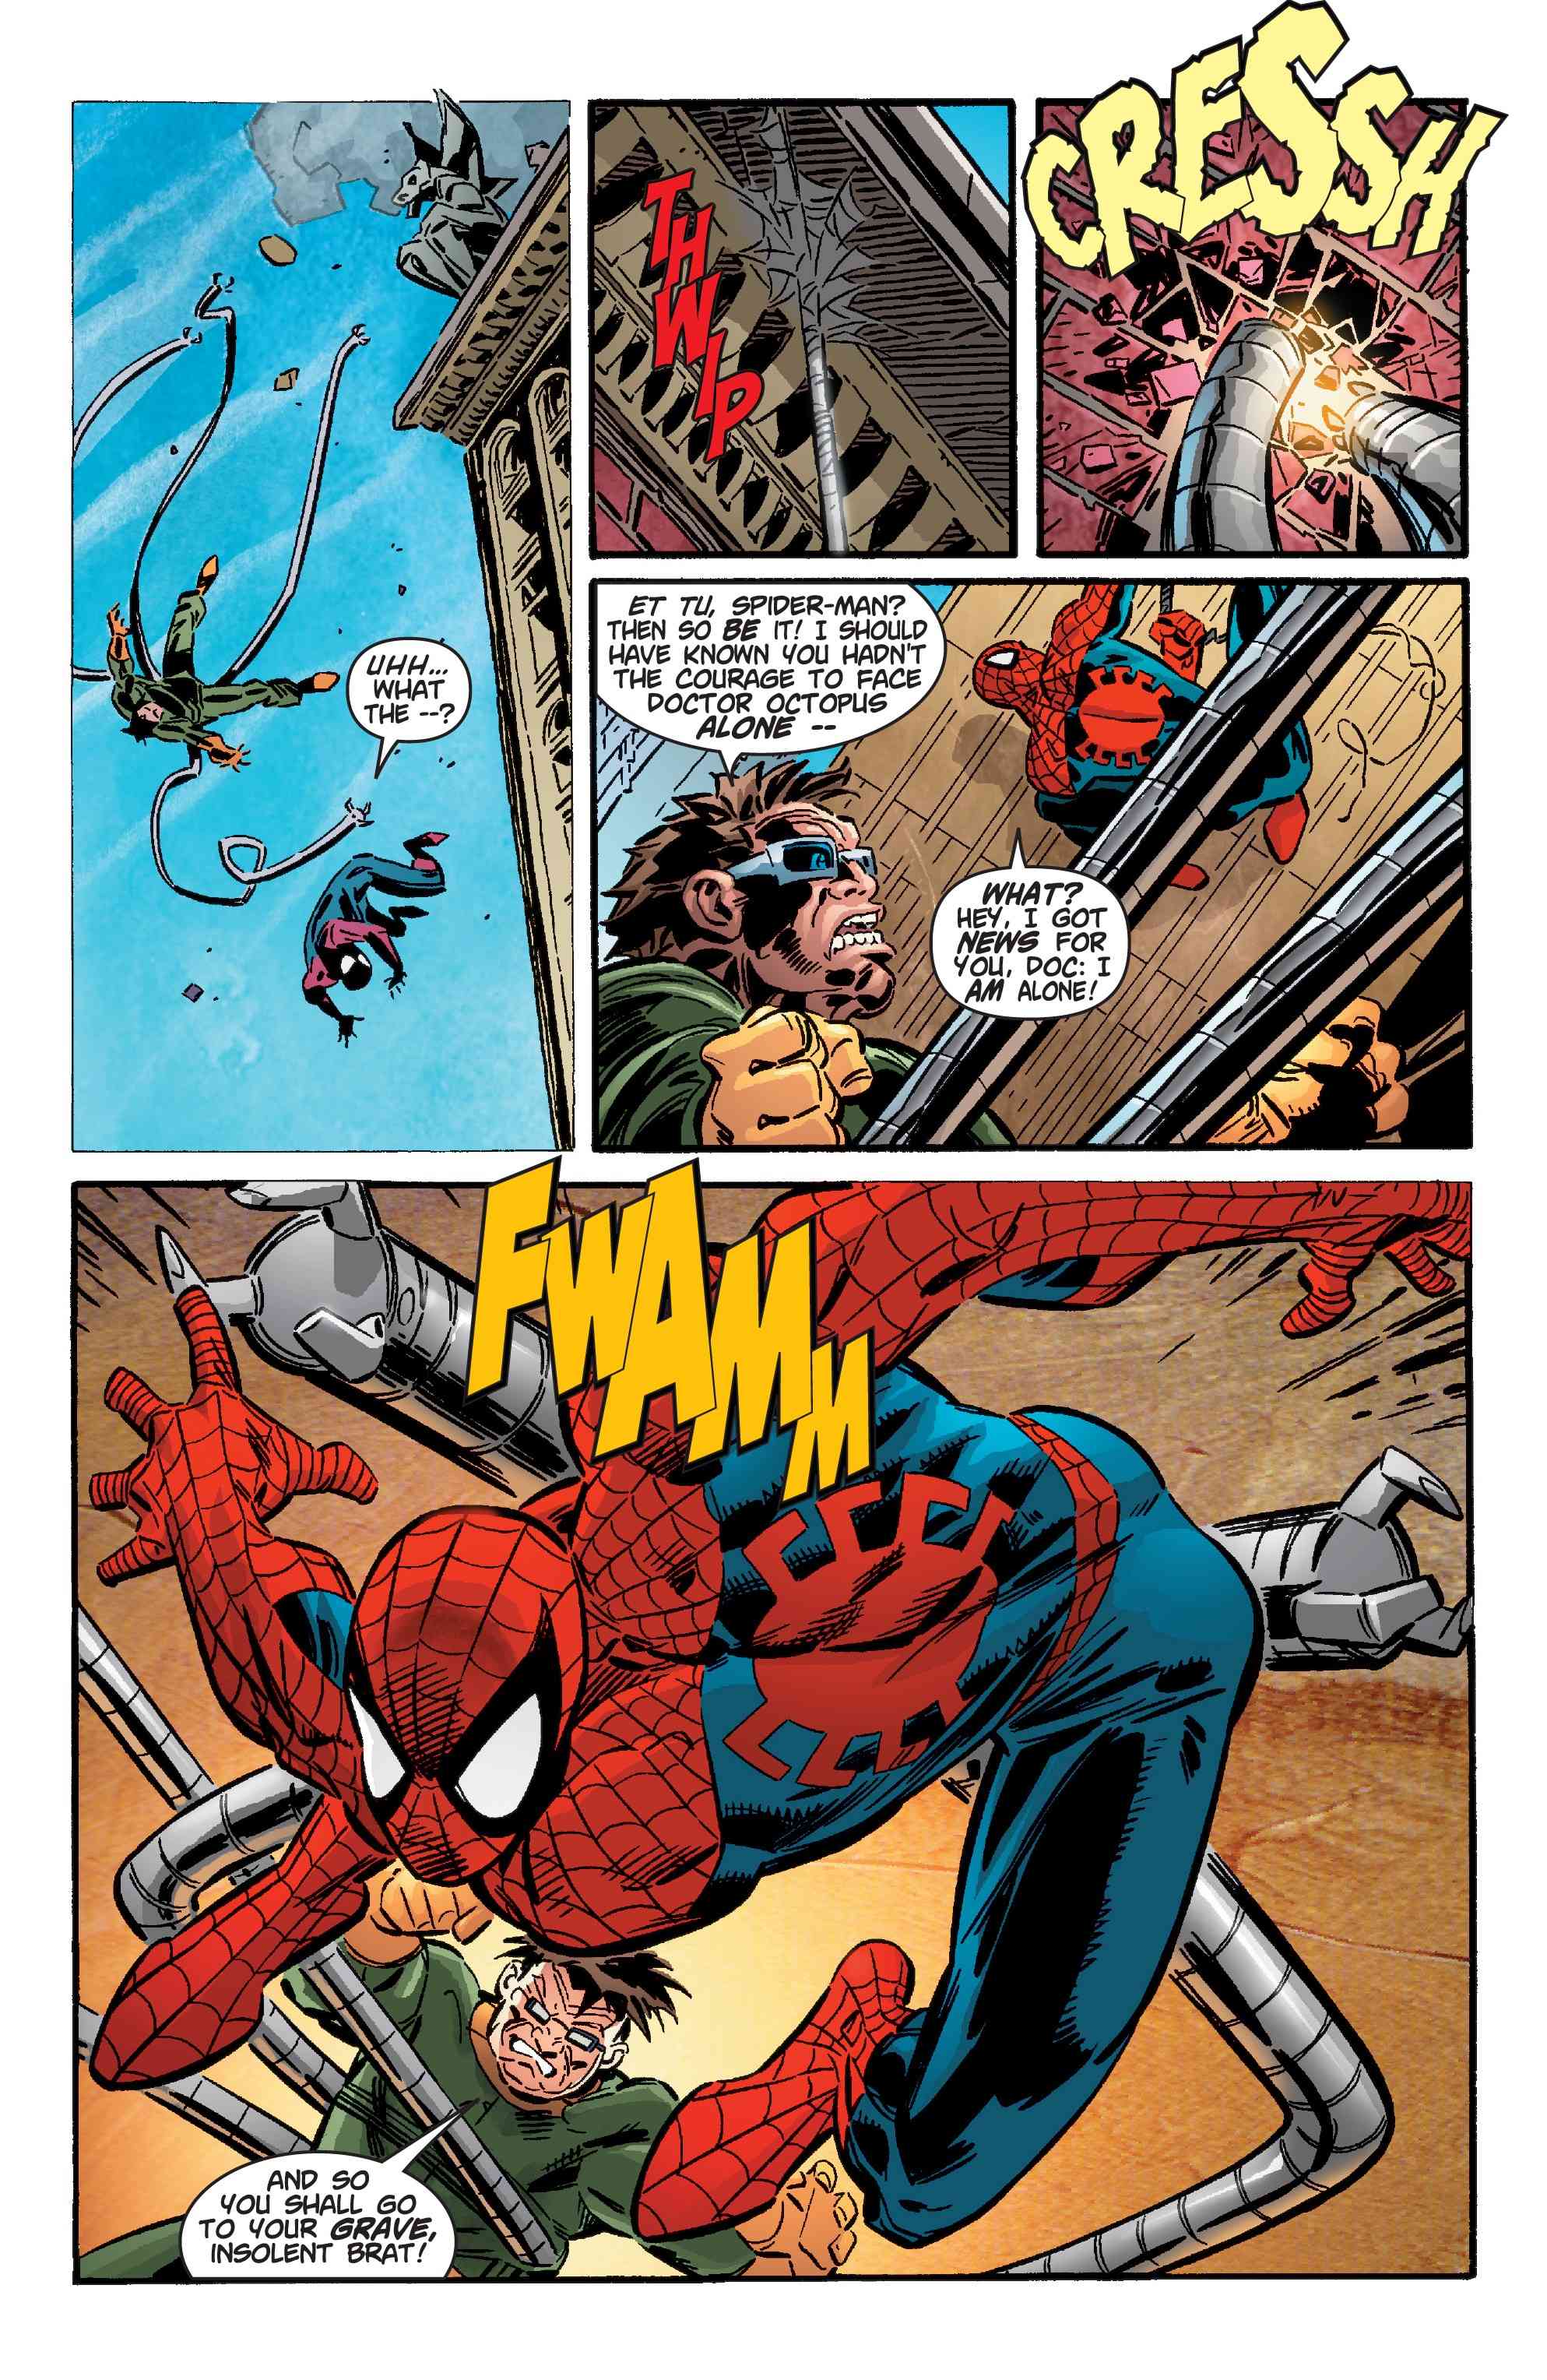 UHH...
WHAT
THE --?
THWIP
CRESSH
ET TU, SPIDER-MAN?
THEN SO BE IT! I SHOULD
HAVE KNOWN YOU HADN'T
THE COURAGE TO FACE
DOCTOR OCTOPUS
ALONE --
WHAT?
HEY, I GOT
NEWS FOR
YOU, DOC: I
AM ALONE!
FWAMM
AND SO
YOU SHALL GO
TO YOUR GRAVE,
INSOLENT BRAT!